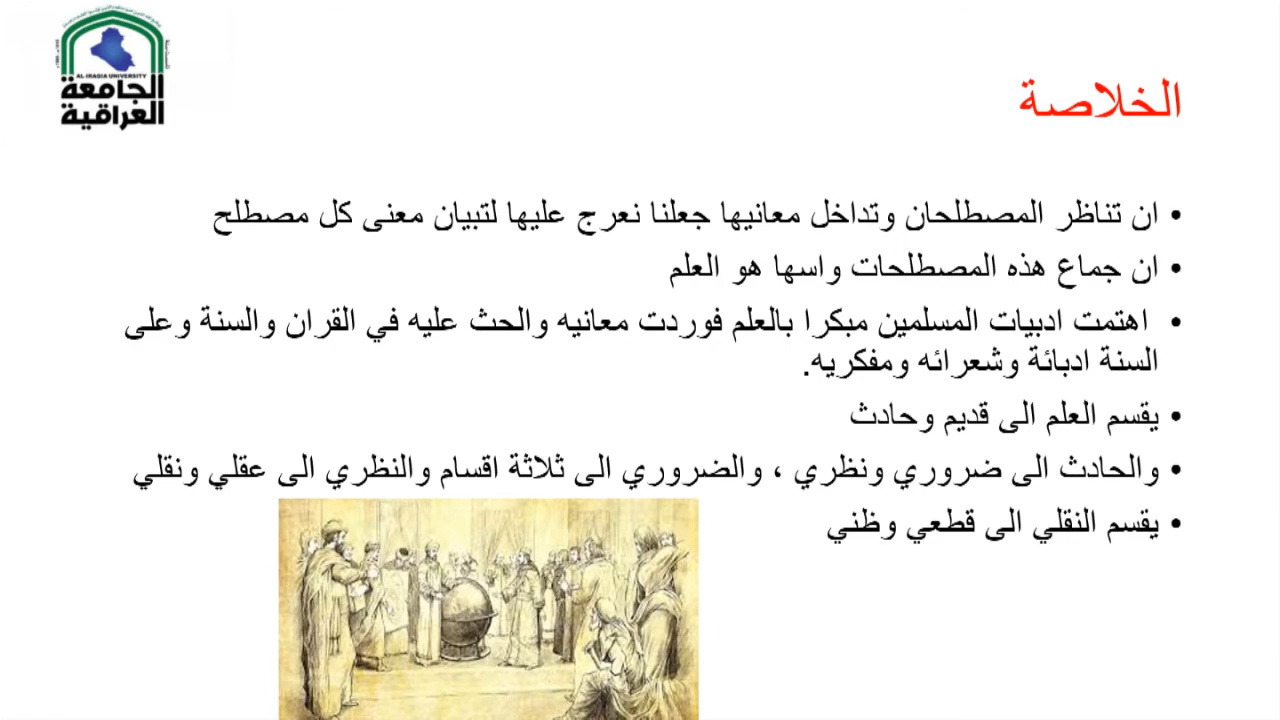 AL-IRAQIA UNIVERSITY
الجامعة
العراقية
الخلاصة
• ان تناظر المصطلحان وتداخل معانيها جعلنا نعرج عليها لتبيان معنى كل مصطلح
• ان جماع هذه المصطلحات واسها هو العلم
• اهتمت ادبيات المسلمين مبكرا بالعلم فوردت معانيه والحث عليه في القران والسنة وعلى
السنة ادبائة وشعرائه ومفكريه.
• يقسم العلم الى قديم وحادث
• والحادث الى ضروري ونظري ، والضروري الى ثلاثة اقسام والنظري الى عقلي ونقلي
• يقسم النقلي الى قطعي وظني